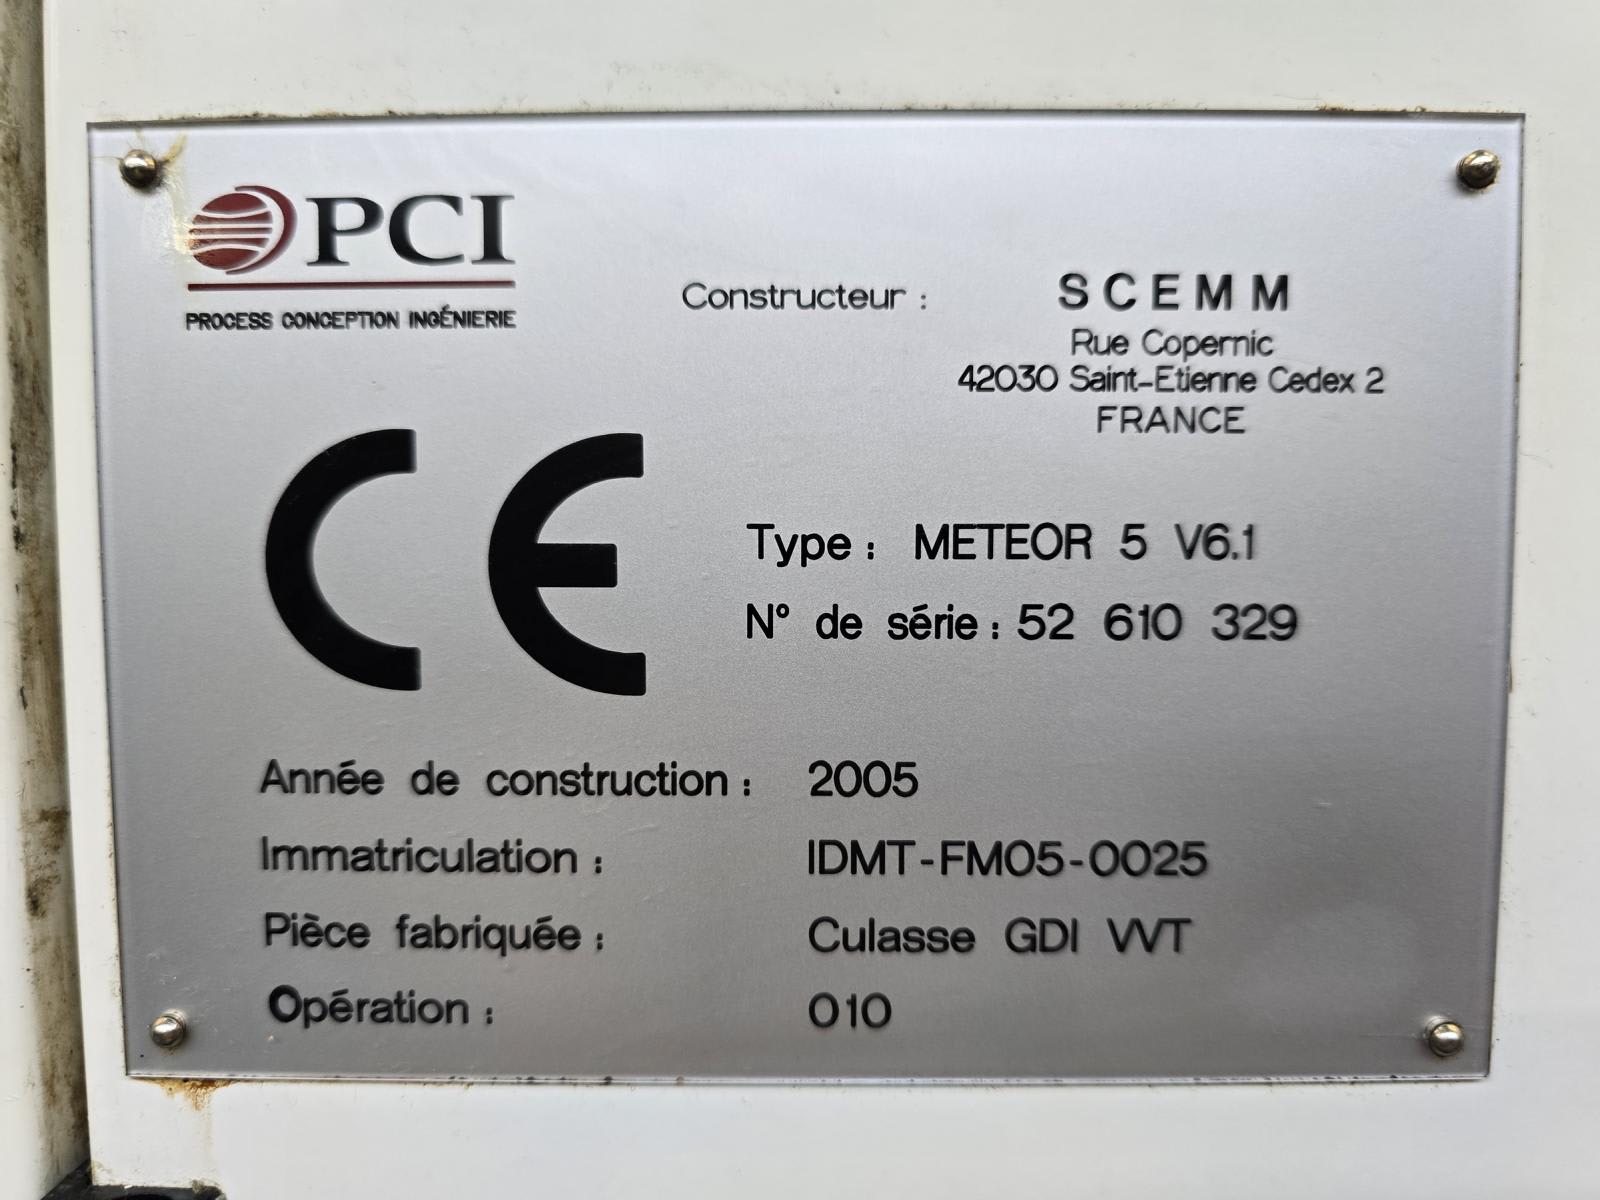 PCI
PROCESS CONCEPTION INGÉNIERIE
Constructeur : SCEMM
Rue Copernic
42030 Saint-Etienne Cedex 2
FRANCE
CE
Type : METEOR 5 V6.1
N° de série : 52 610 329
Année de construction : 2005
Immatriculation : IDMT-FM05-0025
Pièce fabriquée : Culasse GDI VVT
Opération : 010